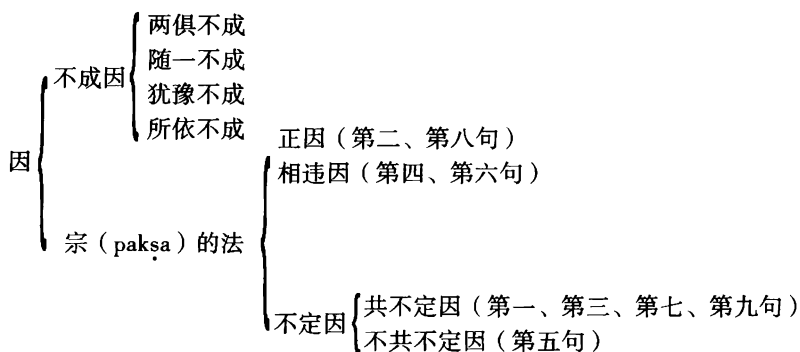 两俱不成
不成因 随一不成
犹豫不成
所依不成
正因（第二、第八句）
因 相违因（第四、第六句）
宗（pakṣa）的法
共不定因（第一、第三、第七、第九句）
不定因
不共不定因（第五句）